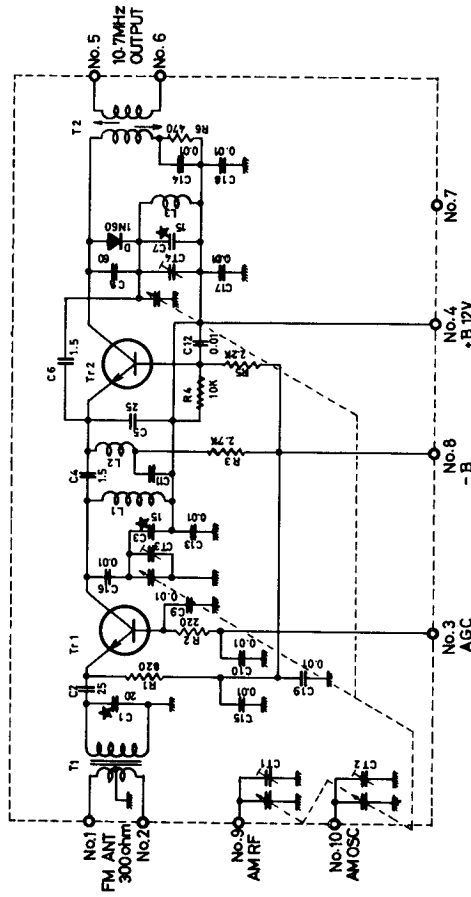 No.1
FM ANT
300ohm
No.2
No.9
AM RF
No.10
AM OSC
T1
C1
20
C2
25
R1
820
C15
0.01
CT1
CT2
C19
0.01
Tr1
C9
0.01
R2
220
C10
0.01
No.3
AGC
C16
0.01
CT3
C3
15
C13
0.01
L1
C4
1.5
L2
C11
R3
2.7K
No.8
-B
C5
25
C6
1.5
Tr2
R4
10K
C12
0.01
R5
2.2K
No.4
+B 12V
C8
60
D
1N60
C7
15
CT4
L3
C17
0.01
C14
0.01
C18
0.01
R6
470
T2
No.7
No.5
10.7MHz
OUTPUT
No.6